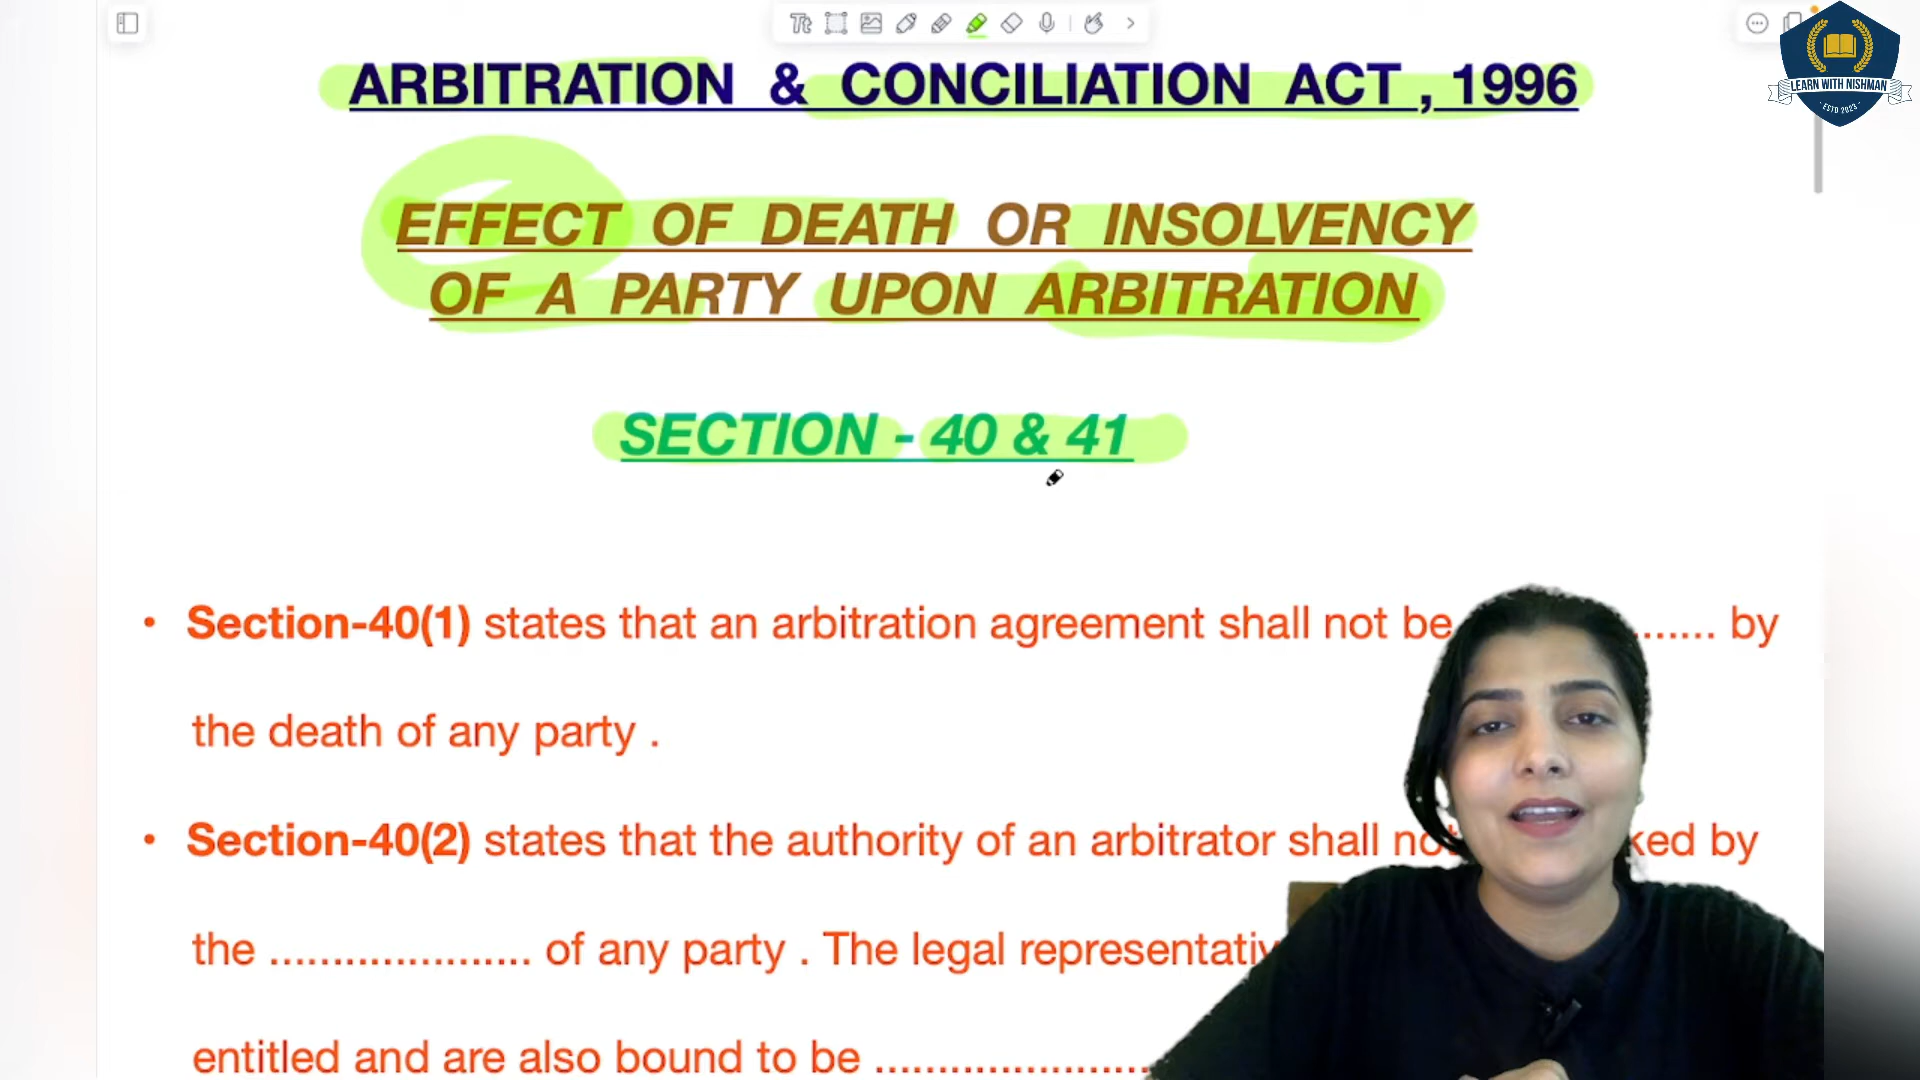 Tt
LEARN WITH NISHMAN
ESTD 2023
ARBITRATION & CONCILIATION ACT , 1996
EFFECT OF DEATH OR INSOLVENCY
OF A PARTY UPON ARBITRATION
SECTION - 40 & 41
• Section-40(1) states that an arbitration agreement shall not be ....... by
the death of any party .
• Section-40(2) states that the authority of an arbitrator shall by
the ..................... of any party . The legal
entitled and are also bound to be ......................